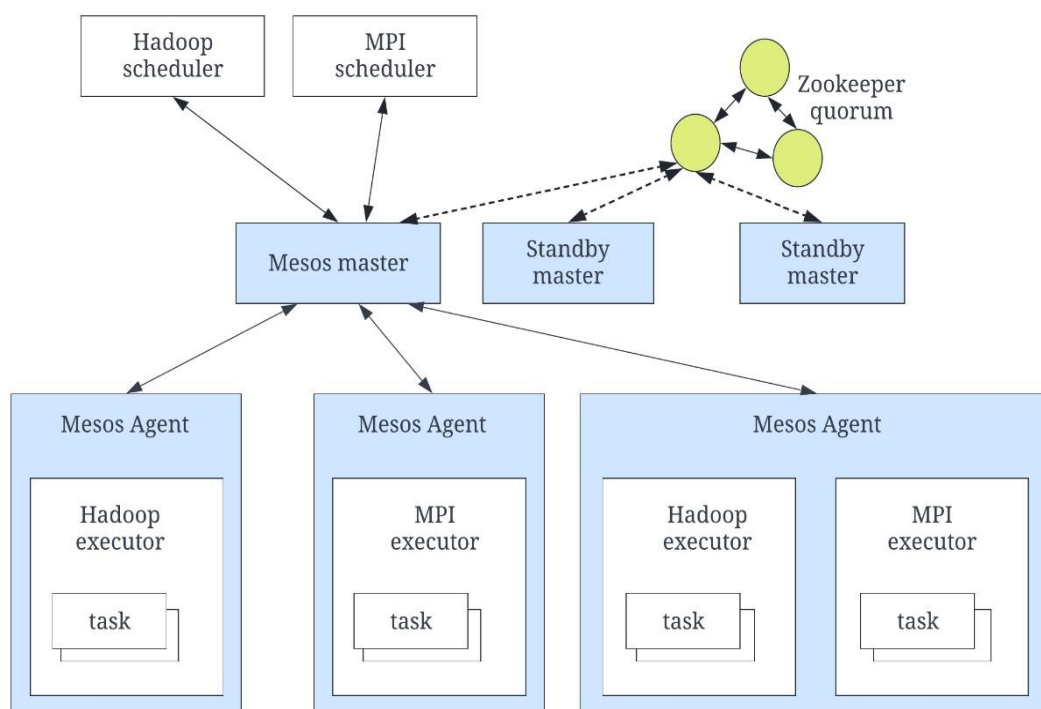 Hadoop
scheduler
MPI
scheduler
Zookeeper
quorum
Mesos master
Standby
master
Standby
master
Mesos Agent
Mesos Agent
Mesos Agent
Hadoop
executor
MPI
executor
Hadoop
executor
MPI
executor
task
task
task
task